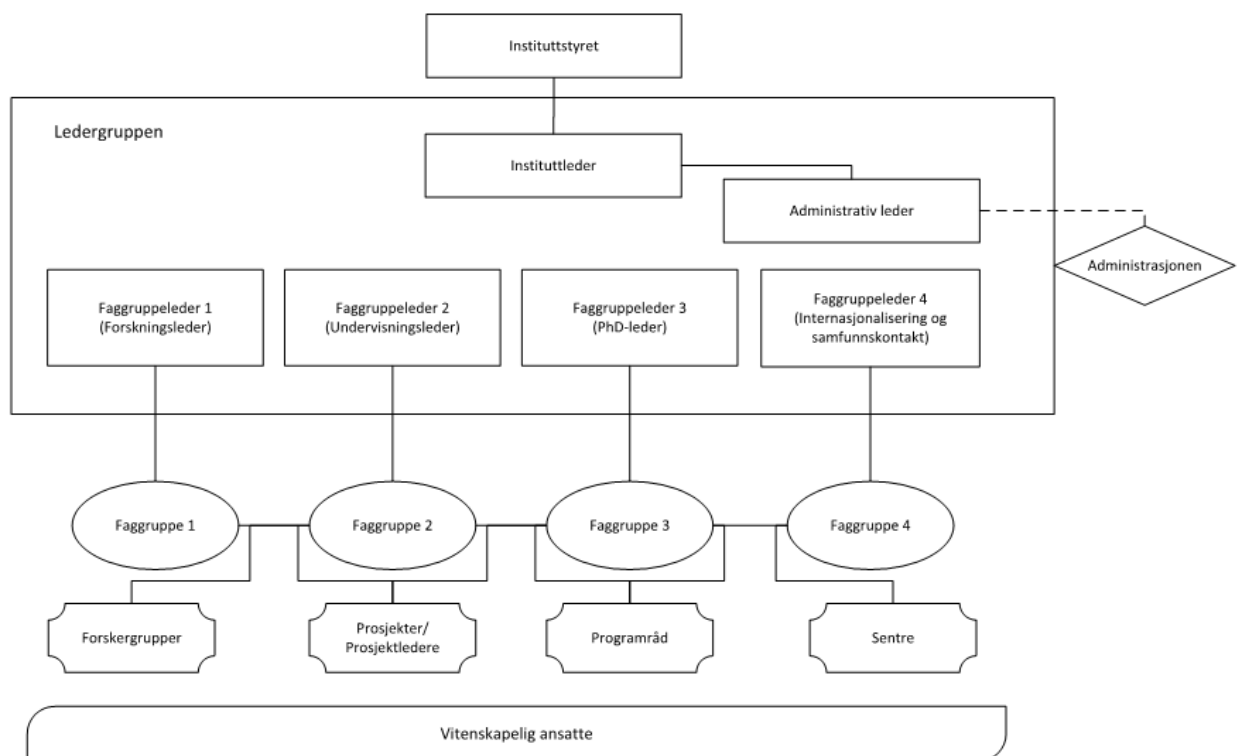 Instituttstyret
Ledergruppen
Instituttleder
Administrativ leder
Administrasjonen
Faggruppeleder 1
(Forskningsleder)
Faggruppeleder 2
(Undervisningsleder)
Faggruppeleder 3
(PhD-leder)
Faggruppeleder 4
(Internasjonalisering og
samfunnskontakt)
Faggruppe 1
Faggruppe 2
Faggruppe 3
Faggruppe 4
Forskergrupper
Prosjekter/
Prosjektledere
Programråd
Sentre
Vitenskapelig ansatte